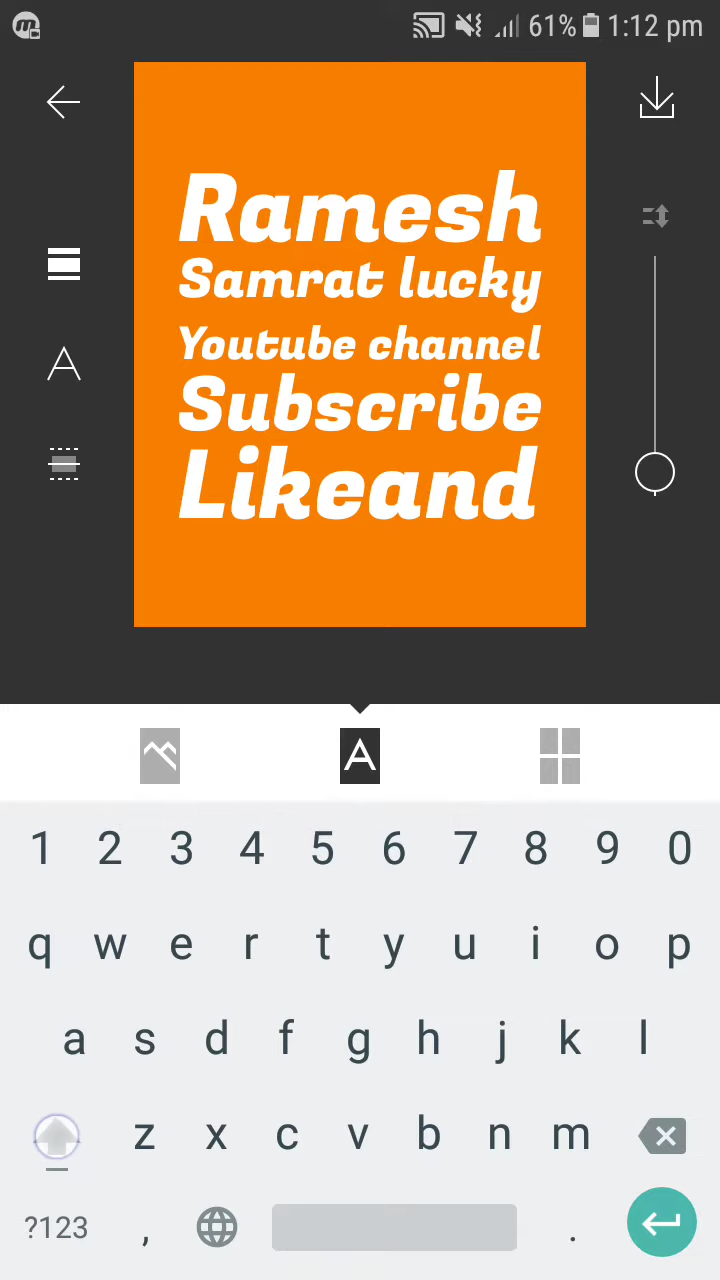 61% 1:12 pm
Ramesh
Samrat lucky
Youtube channel
Subscribe
Likeand
A
A
1 2 3 4 5 6 7 8 9 0
q w e r t y u i o p
a s d f g h j k l
z x c v b n m
?123 , .